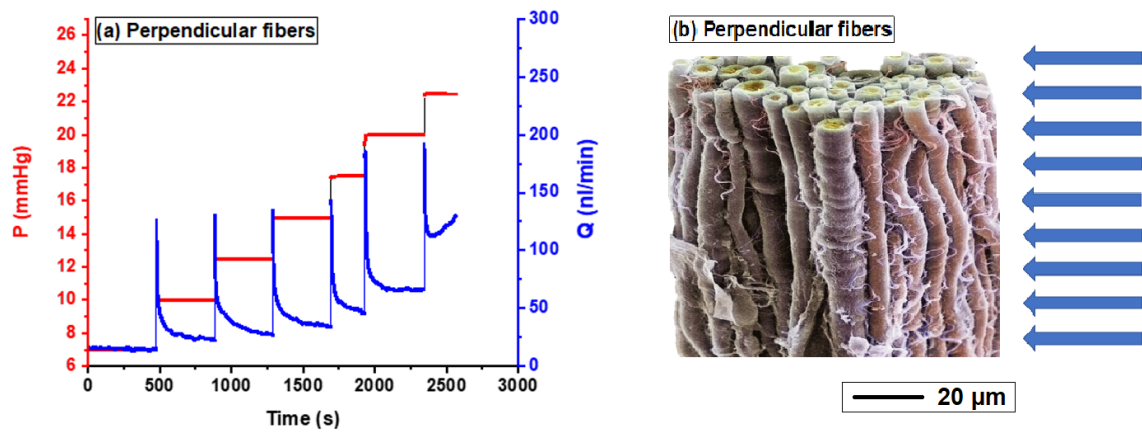 (a) Perpendicular fibers
P (mmHg)
26
24
22
20
18
16
14
12
10
8
6
300
250
200
150
100
50
0
Q (nl/min)
0 500 1000 1500 2000 2500 3000
Time (s)
(b) Perpendicular fibers
20 µm